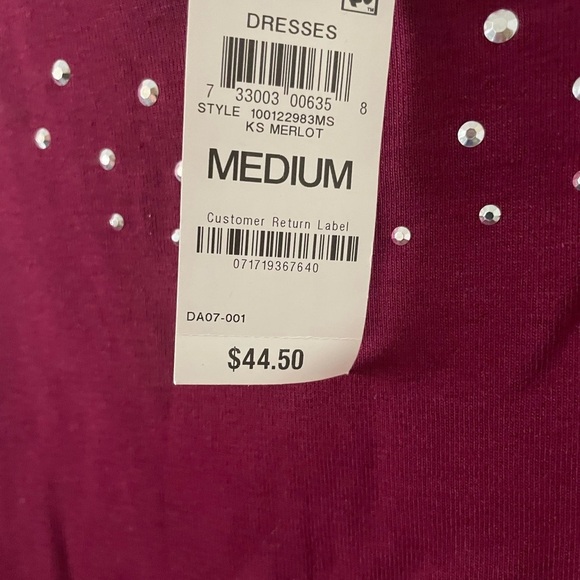 DRESSES
7 33003 00635 8
STYLE 100122983MS
KS MERLOT
MEDIUM
Customer Return Label
071719367640
DA07-001
$44.50